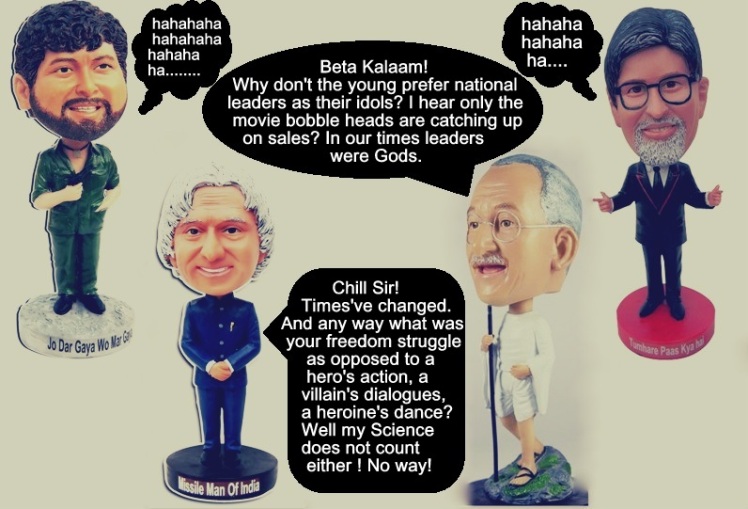 hahahaha
hahahaha
hahaha
ha........
Beta Kalaam!
Why don't the young prefer national
leaders as their idols? I hear only the
movie bobble heads are catching up
on sales? In our times leaders
were Gods.
hahaha
hahaha
ha....
Chill Sir!
Times've changed.
And any way what was
your freedom struggle
as opposed to a
hero's action, a
villain's dialogues,
a heroine's dance?
Well my Science
does not count
either ! No way!
Jo Dar Gaya Wo Mar Gaya
Missile Man Of India
Tumhare Paas Kya hai